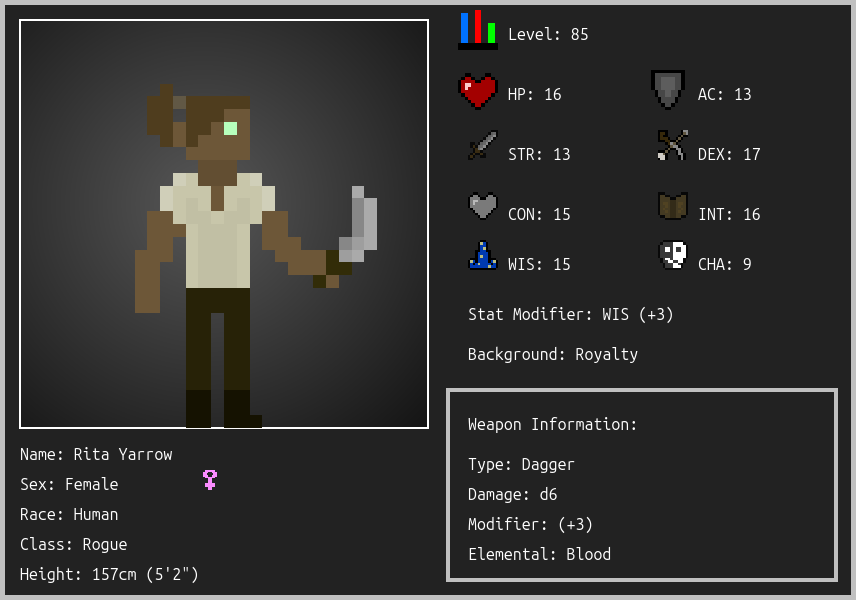 Level: 85
HP: 16
AC: 13
STR: 13
DEX: 17
CON: 15
INT: 16
WIS: 15
CHA: 9
Stat Modifier: WIS (+3)
Background: Royalty
Weapon Information:
Type: Dagger
Damage: d6
Modifier: (+3)
Elemental: Blood
Name: Rita Yarrow
Sex: Female
Race: Human
Class: Rogue
Height: 157cm (5'2")